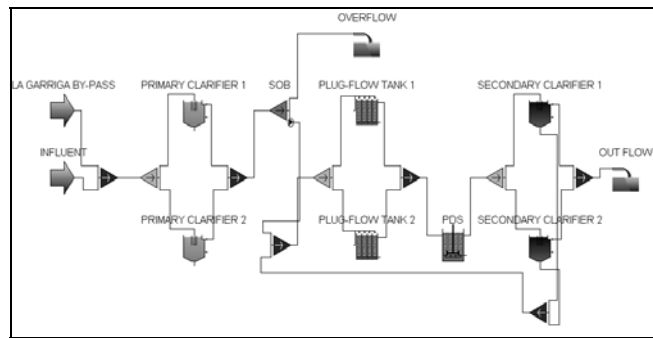 OVERFLOW
LA GARRIGA BY-PASS
PRIMARY CLARIFIER 1
SOB
PLUG-FLOW TANK 1
SECONDARY CLARIFIER 1
INFLUENT
OUT FLOW
PRIMARY CLARIFIER 2
PLUG-FLOW TANK 2
PDS
SECONDARY CLARIFIER 2